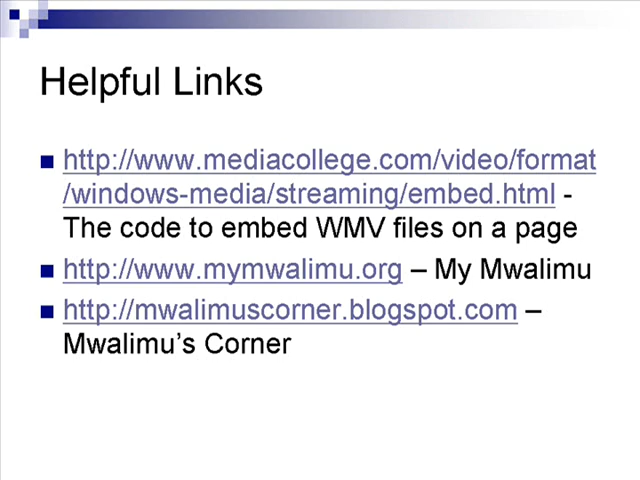 Helpful Links
http://www.mediacollege.com/video/format
/windows-media/streaming/embed.html -
The code to embed WMV files on a page
http://www.mymwalimu.org – My Mwalimu
http://mwalimuscorner.blogspot.com –
Mwalimu’s Corner